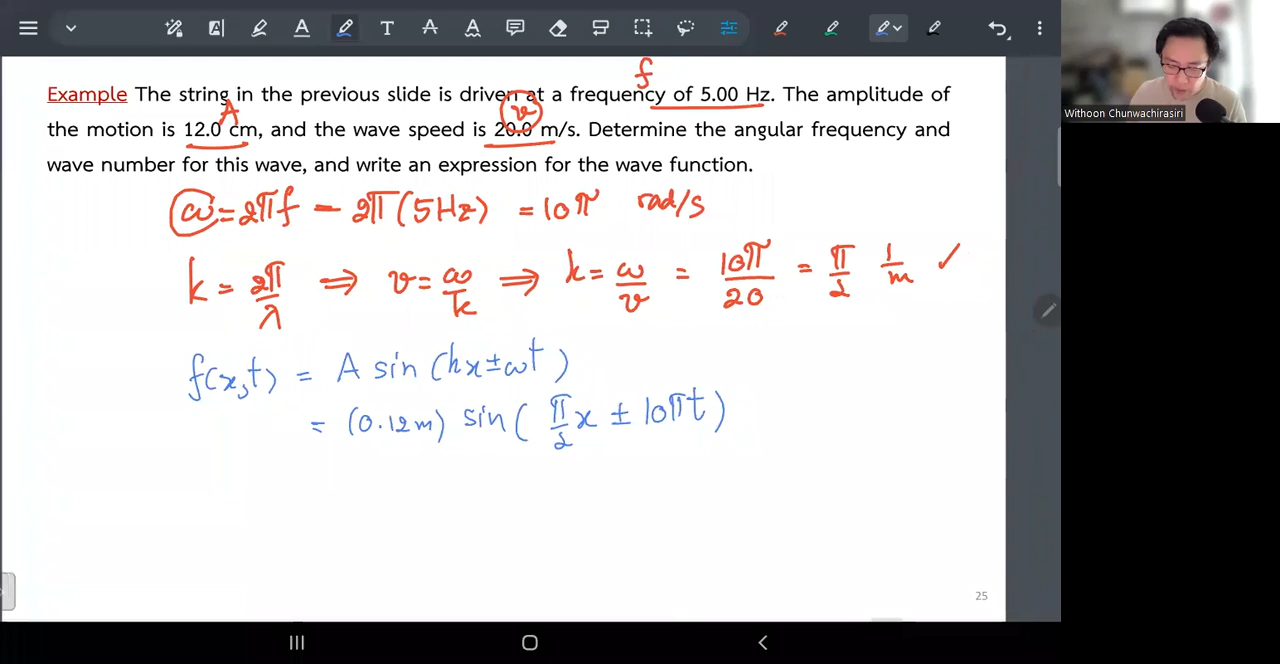 f
Example The string in the previous slide is driven at a frequency of 5.00 Hz. The amplitude of
A
v
the motion is 12.0 cm, and the wave speed is 20.0 m/s. Determine the angular frequency and
wave number for this wave, and write an expression for the wave function.
ω = 2πf - 2π(5Hz) = 10π rad/s
k = 2π/λ ⇒ v = ω/k ⇒ k = ω/v = 10π/20 = π/2 1/m ✓
f(x,t) = A sin(kx ± ωt)
= (0.12m) sin(π/2 x ± 10πt)
25
Withoon Chunwachirasiri